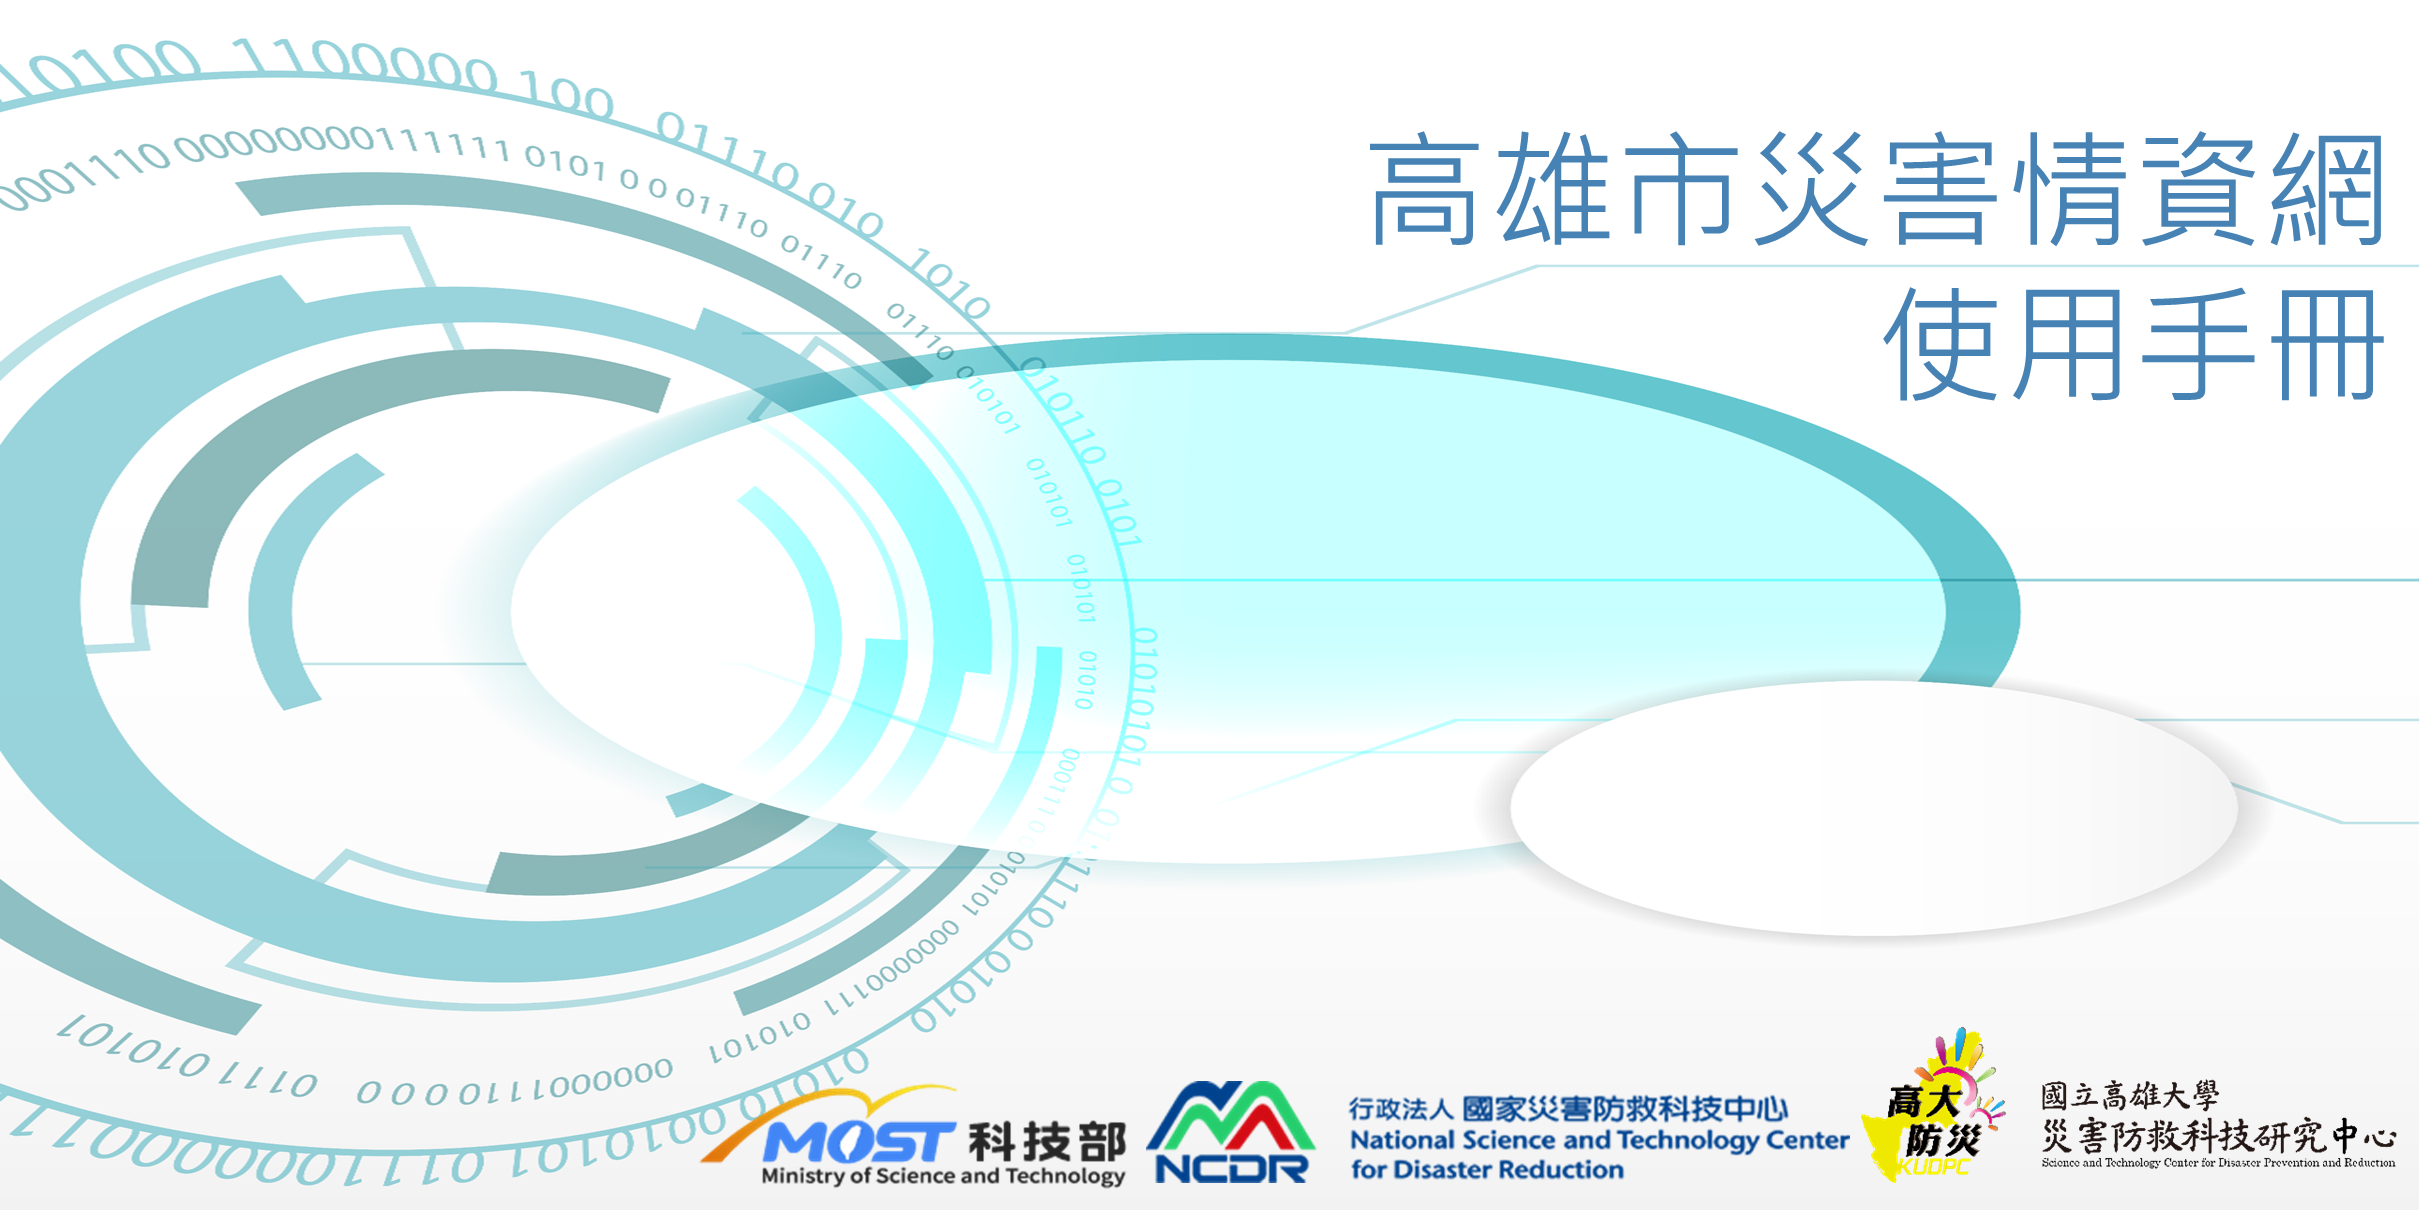 高雄市災害情資網
使用手冊
MOST 科技部
Ministry of Science and Technology
NCDR
行政法人 國家災害防救科技中心
National Science and Technology Center
for Disaster Reduction
高大
防災
KUDPC
國立高雄大學
災害防救科技研究中心
Science and Technology Center for Disaster Prevention and Reduction